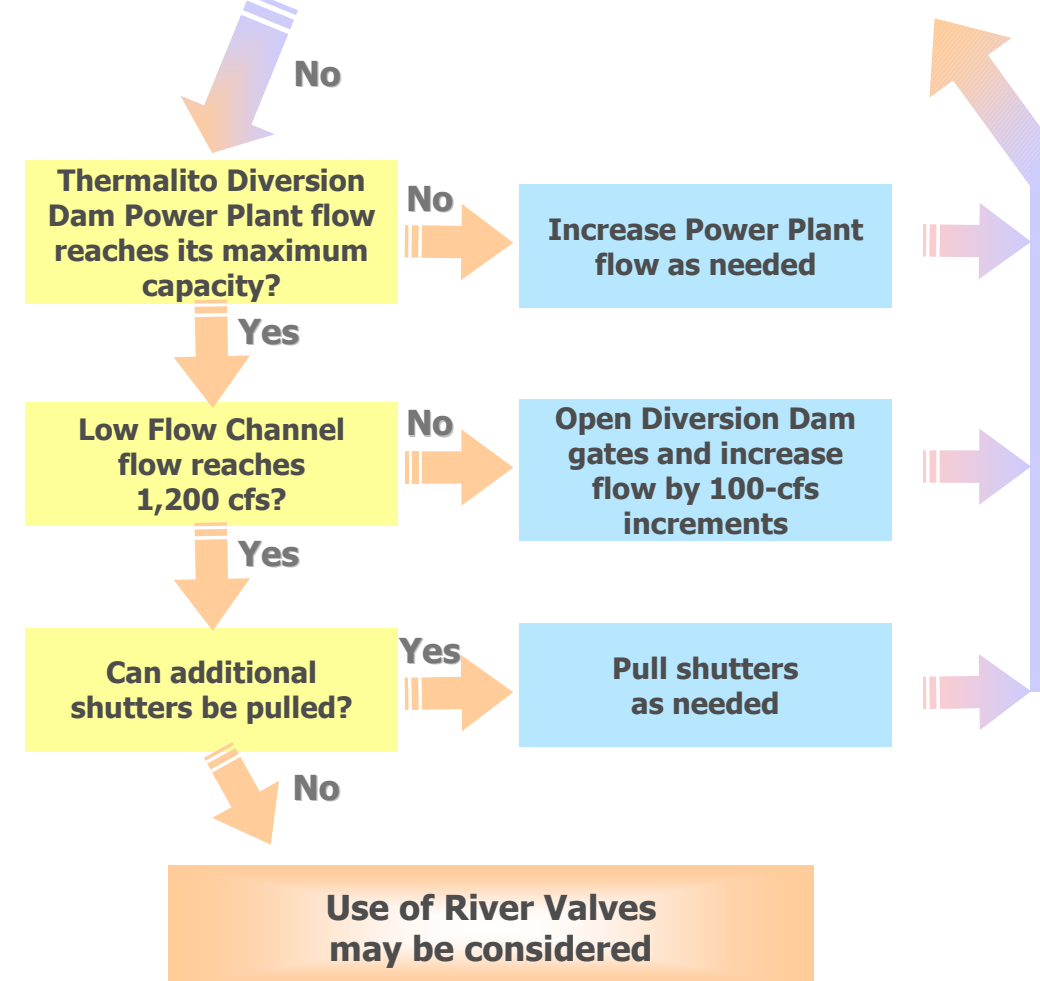 No
Thermalito Diversion
Dam Power Plant flow
reaches its maximum
capacity?
No
Increase Power Plant
flow as needed
Yes
Low Flow Channel
flow reaches
1,200 cfs?
No
Open Diversion Dam
gates and increase
flow by 100-cfs
increments
Yes
Can additional
shutters be pulled?
Yes
Pull shutters
as needed
No
Use of River Valves
may be considered